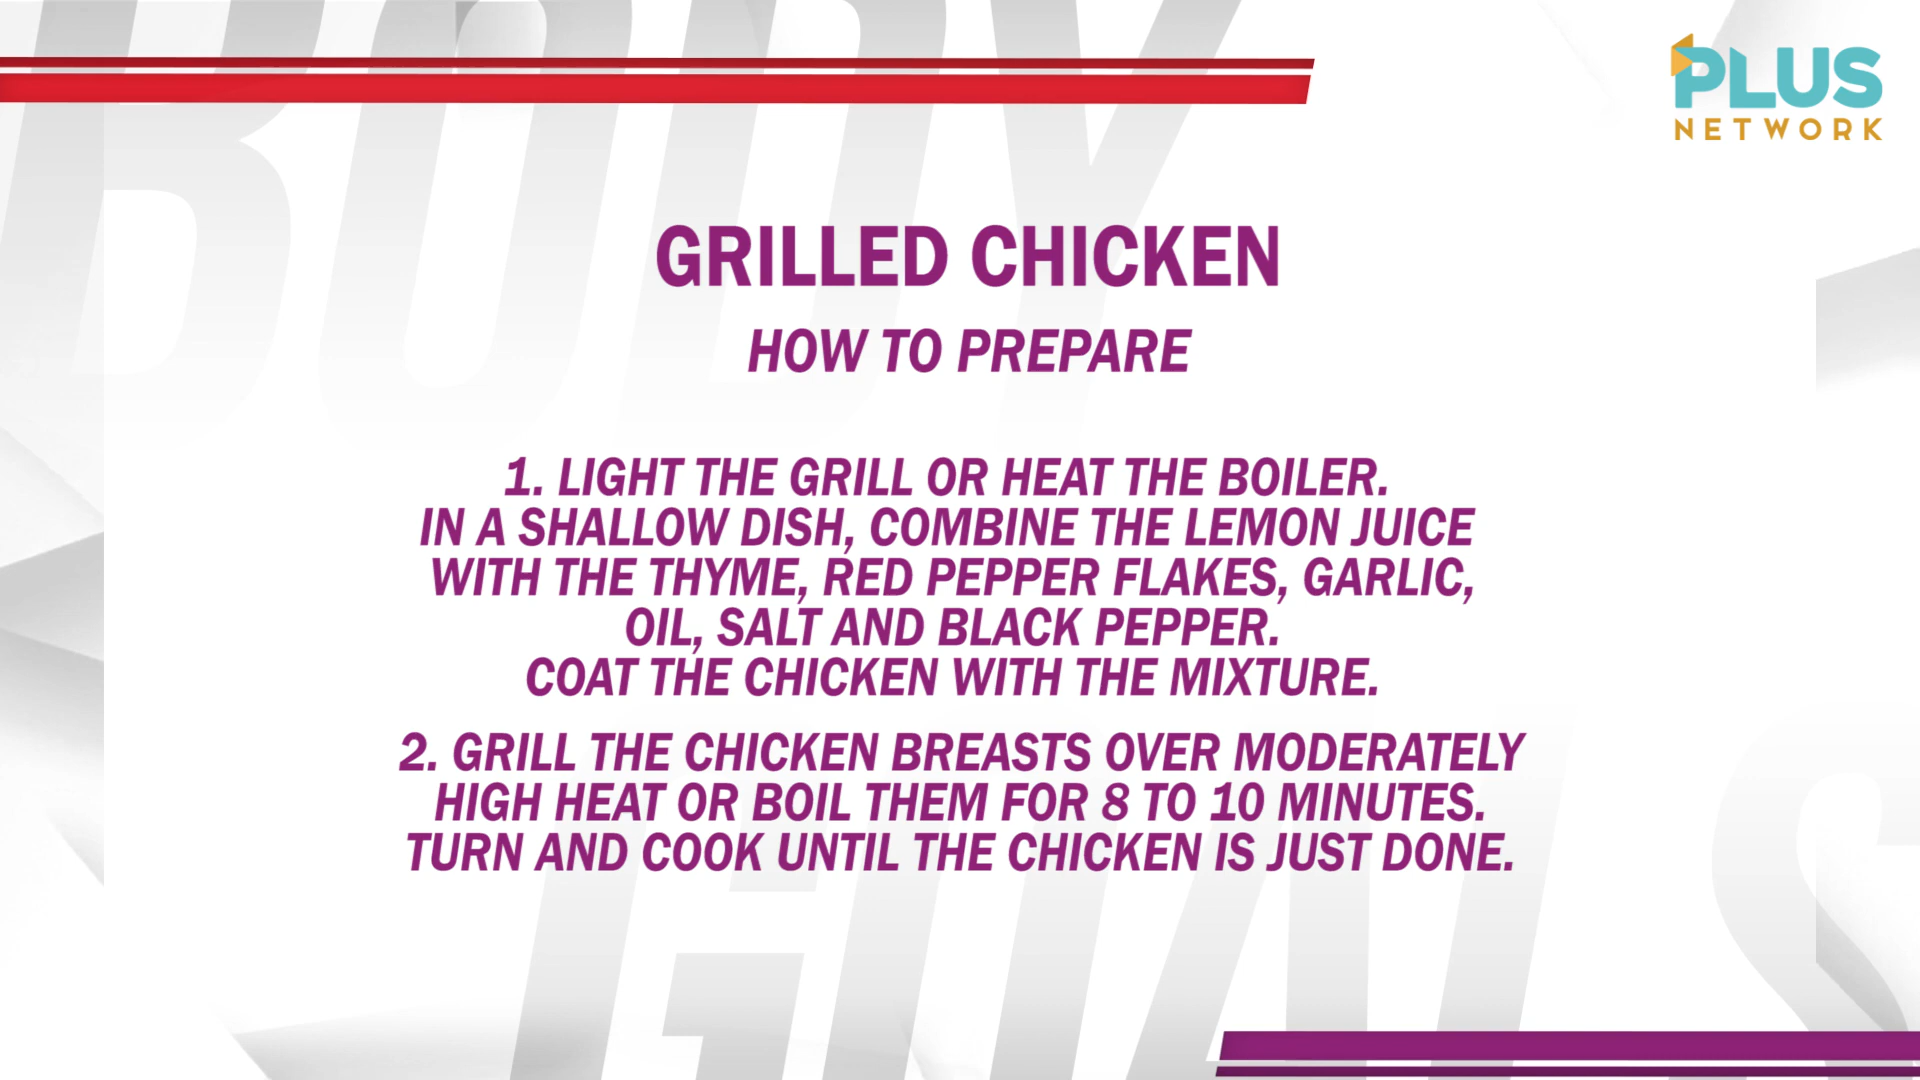 BODY
PLUS
NETWORK
GRILLED CHICKEN
HOW TO PREPARE
1. LIGHT THE GRILL OR HEAT THE BOILER.
IN A SHALLOW DISH, COMBINE THE LEMON JUICE
WITH THE THYME, RED PEPPER FLAKES, GARLIC,
OIL, SALT AND BLACK PEPPER.
COAT THE CHICKEN WITH THE MIXTURE.
2. GRILL THE CHICKEN BREASTS OVER MODERATELY
HIGH HEAT OR BOIL THEM FOR 8 TO 10 MINUTES.
TURN AND COOK UNTIL THE CHICKEN IS JUST DONE.
GOALS